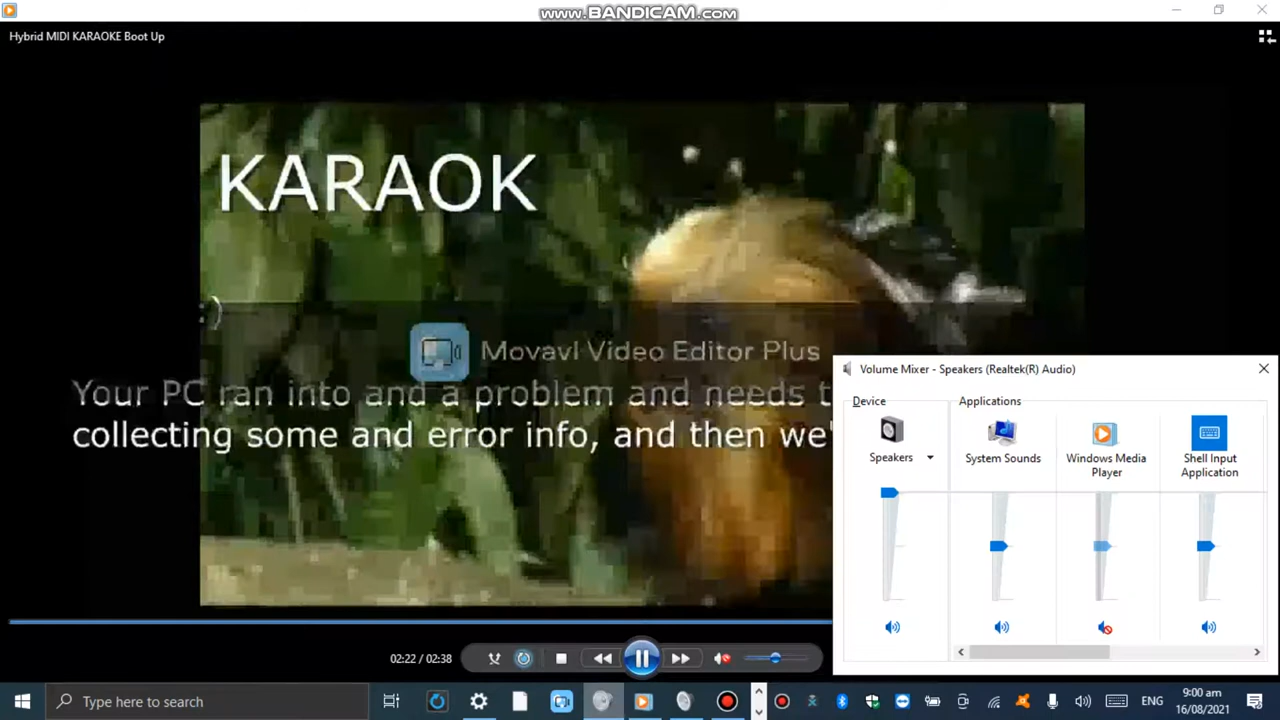 www.BANDICAM.com
Hybrid MIDI KARAOKE Boot Up
KARAOK
:)
Movavi Video Editor Plus
Your PC ran into and a problem and needs t
collecting some and error info, and then we'
Volume Mixer - Speakers (Realtek(R) Audio)
Device
Applications
Speakers
System Sounds
Windows Media
Player
Shell Input
Application
02:22 / 02:38
Type here to search
ENG
9:00 am
16/08/2021